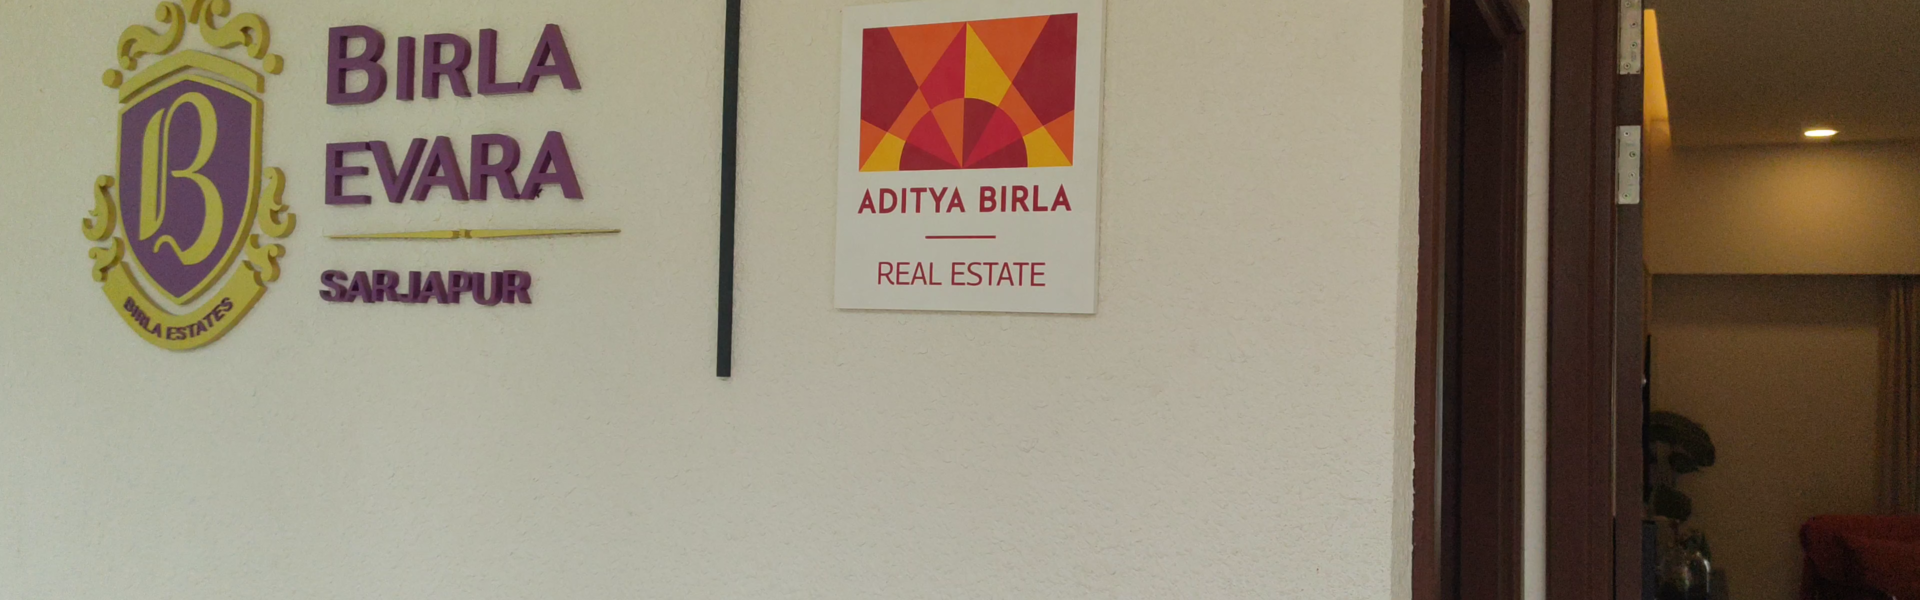 B
BIRLA ESTATES
BIRLA
EVARA
SARJAPUR
ADITYA BIRLA
REAL ESTATE